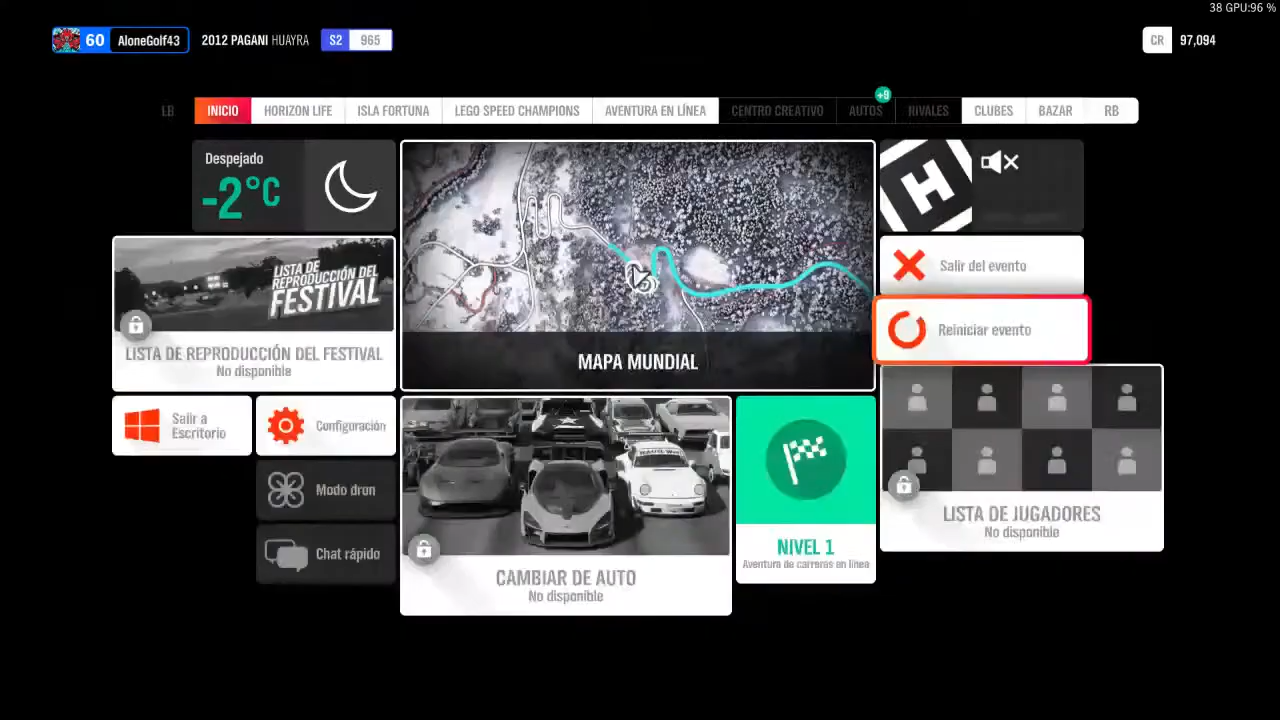 38 GPU:96 %
60 AloneGolf43 2012 PAGANI HUAYRA S2 965 CR 97,094
+9
LB INICIO HORIZON LIFE ISLA FORTUNA LEGO SPEED CHAMPIONS AVENTURA EN LÍNEA CENTRO CREATIVO AUTOS RIVALES CLUBES BAZAR RB
Despejado
-2°C
H
LISTA DE
REPRODUCCIÓN DEL
FESTIVAL
LISTA DE REPRODUCCIÓN DEL FESTIVAL
No disponible
MAPA MUNDIAL
Salir del evento
Reiniciar evento
Salir a
Escritorio
Configuración
Modo dron
Chat rápido
CAMBIAR DE AUTO
No disponible
NIVEL 1
Aventura de carreras en línea
LISTA DE JUGADORES
No disponible